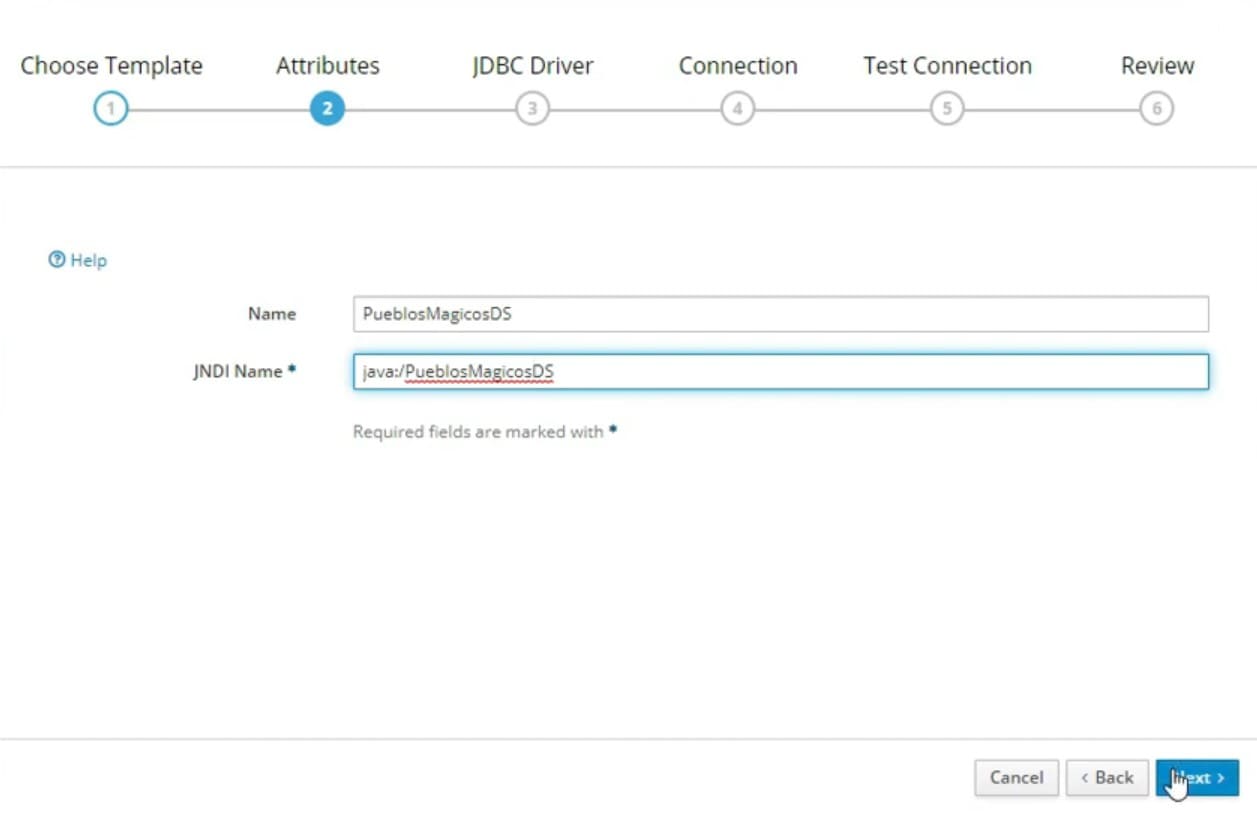 Choose Template Attributes JDBC Driver Connection Test Connection Review
1 2 3 4 5 6
Help
Name PueblosMagicosDS
JNDI Name * java:/PueblosMagicosDS
Required fields are marked with *
Cancel ‹ Back Next ›